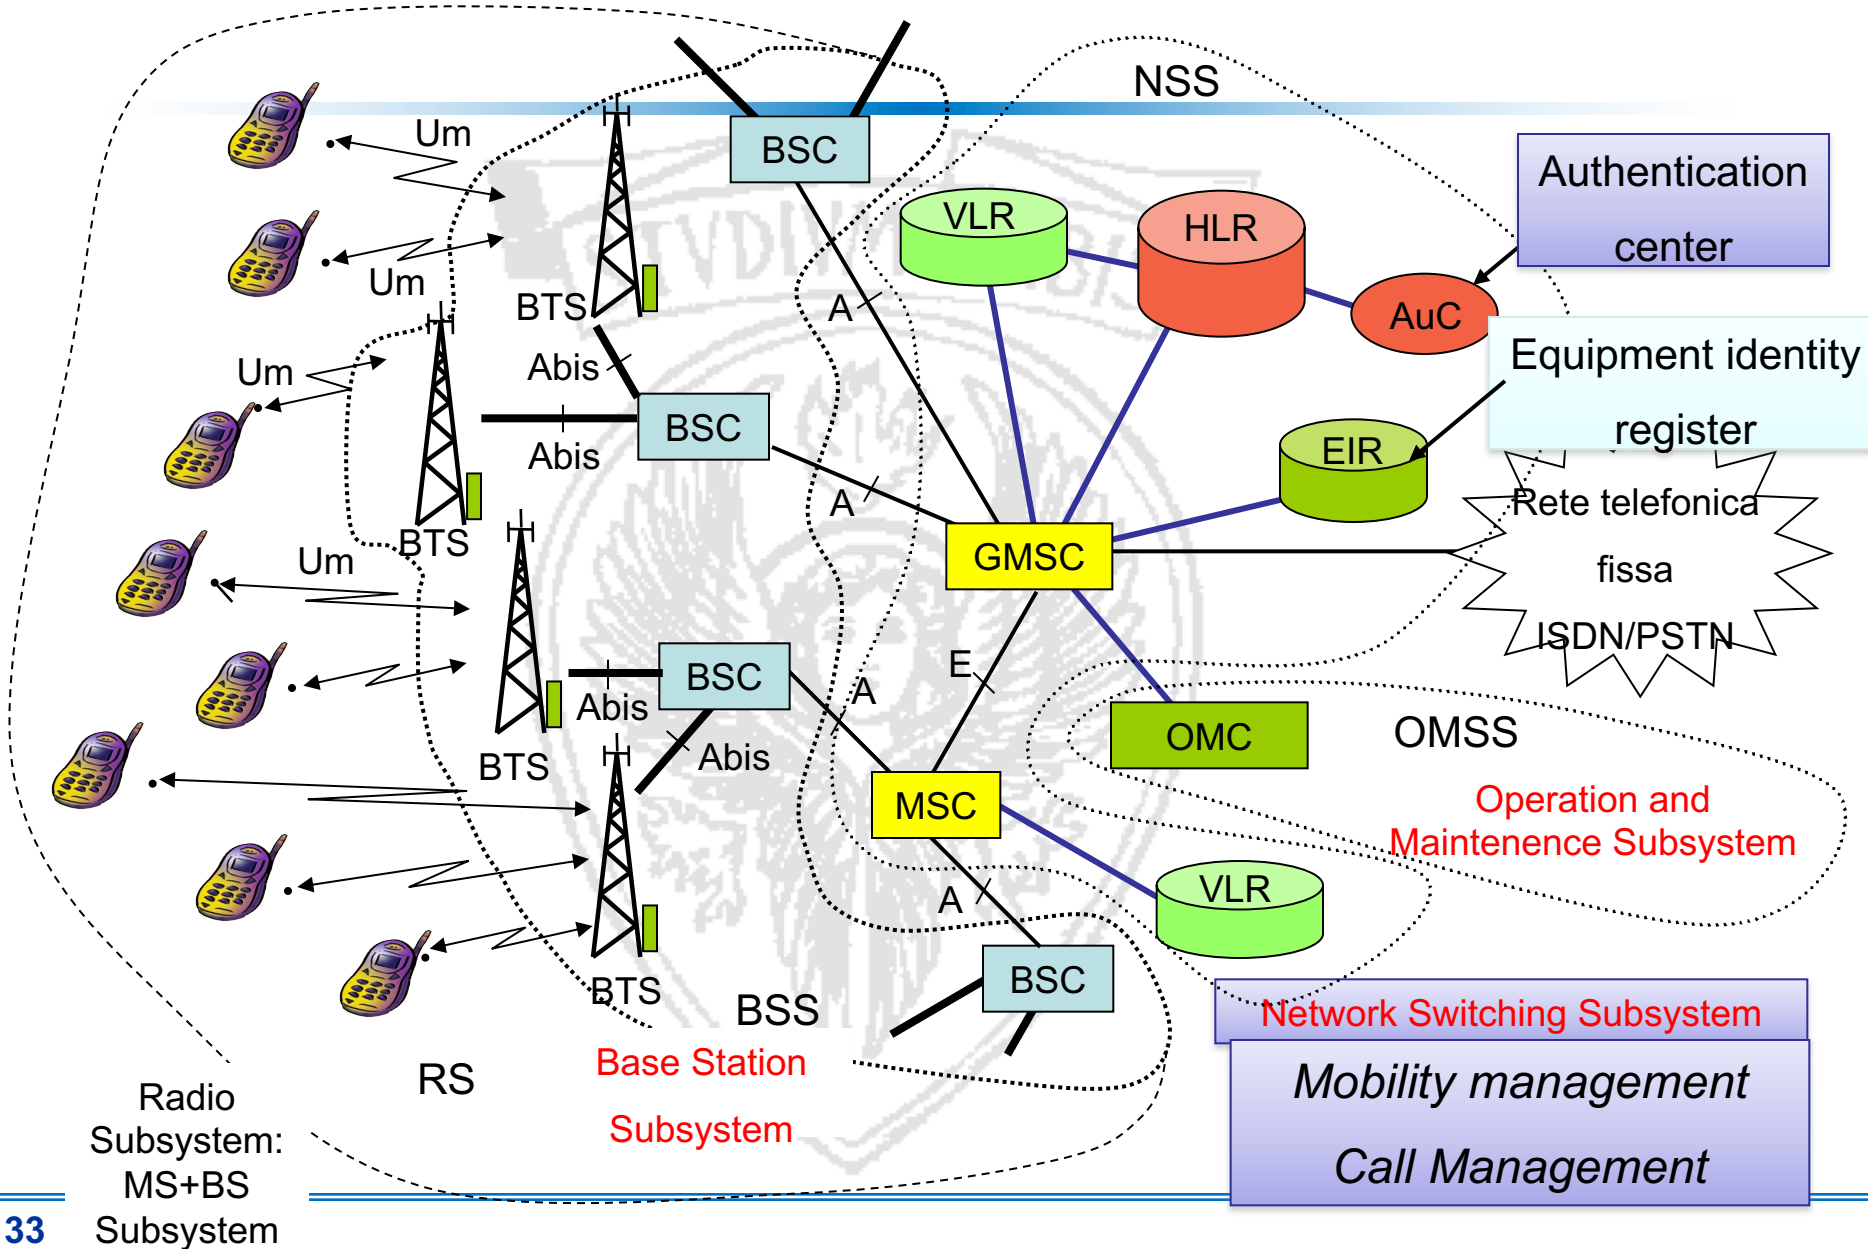 NSS
Um
BSC
Authentication
center
VLR
HLR
Um
BTS
A
AuC
Abis
Um
Equipment identity
register
BSC
EIR
Abis
A
Rete telefonica
fissa
ISDN/PSTN
BTS
Um
GMSC
BSC
E
A
Abis
OMC
OMSS
BTS
Abis
MSC
Operation and
Maintenence Subsystem
A
VLR
BSC
BTS
BSS
Network Switching Subsystem
Base Station
Subsystem
RS
Mobility management
Call Management
Radio
Subsystem:
MS+BS
Subsystem
33